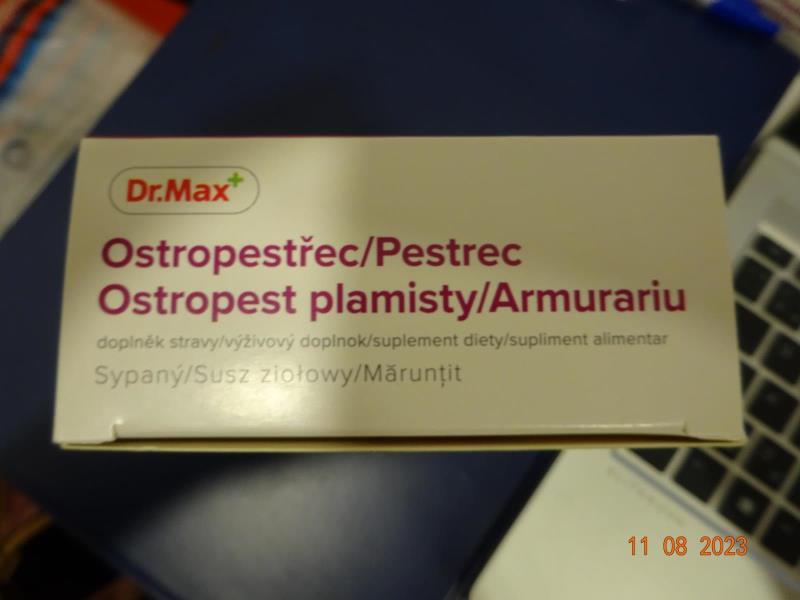 Dr.Max+
Ostropestřec/Pestrec
Ostropest plamisty/Armurariu
doplněk stravy/výživový doplnok/suplement diety/supliment alimentar
Sypaný/Susz ziołowy/Mărunțit
11 08 2023